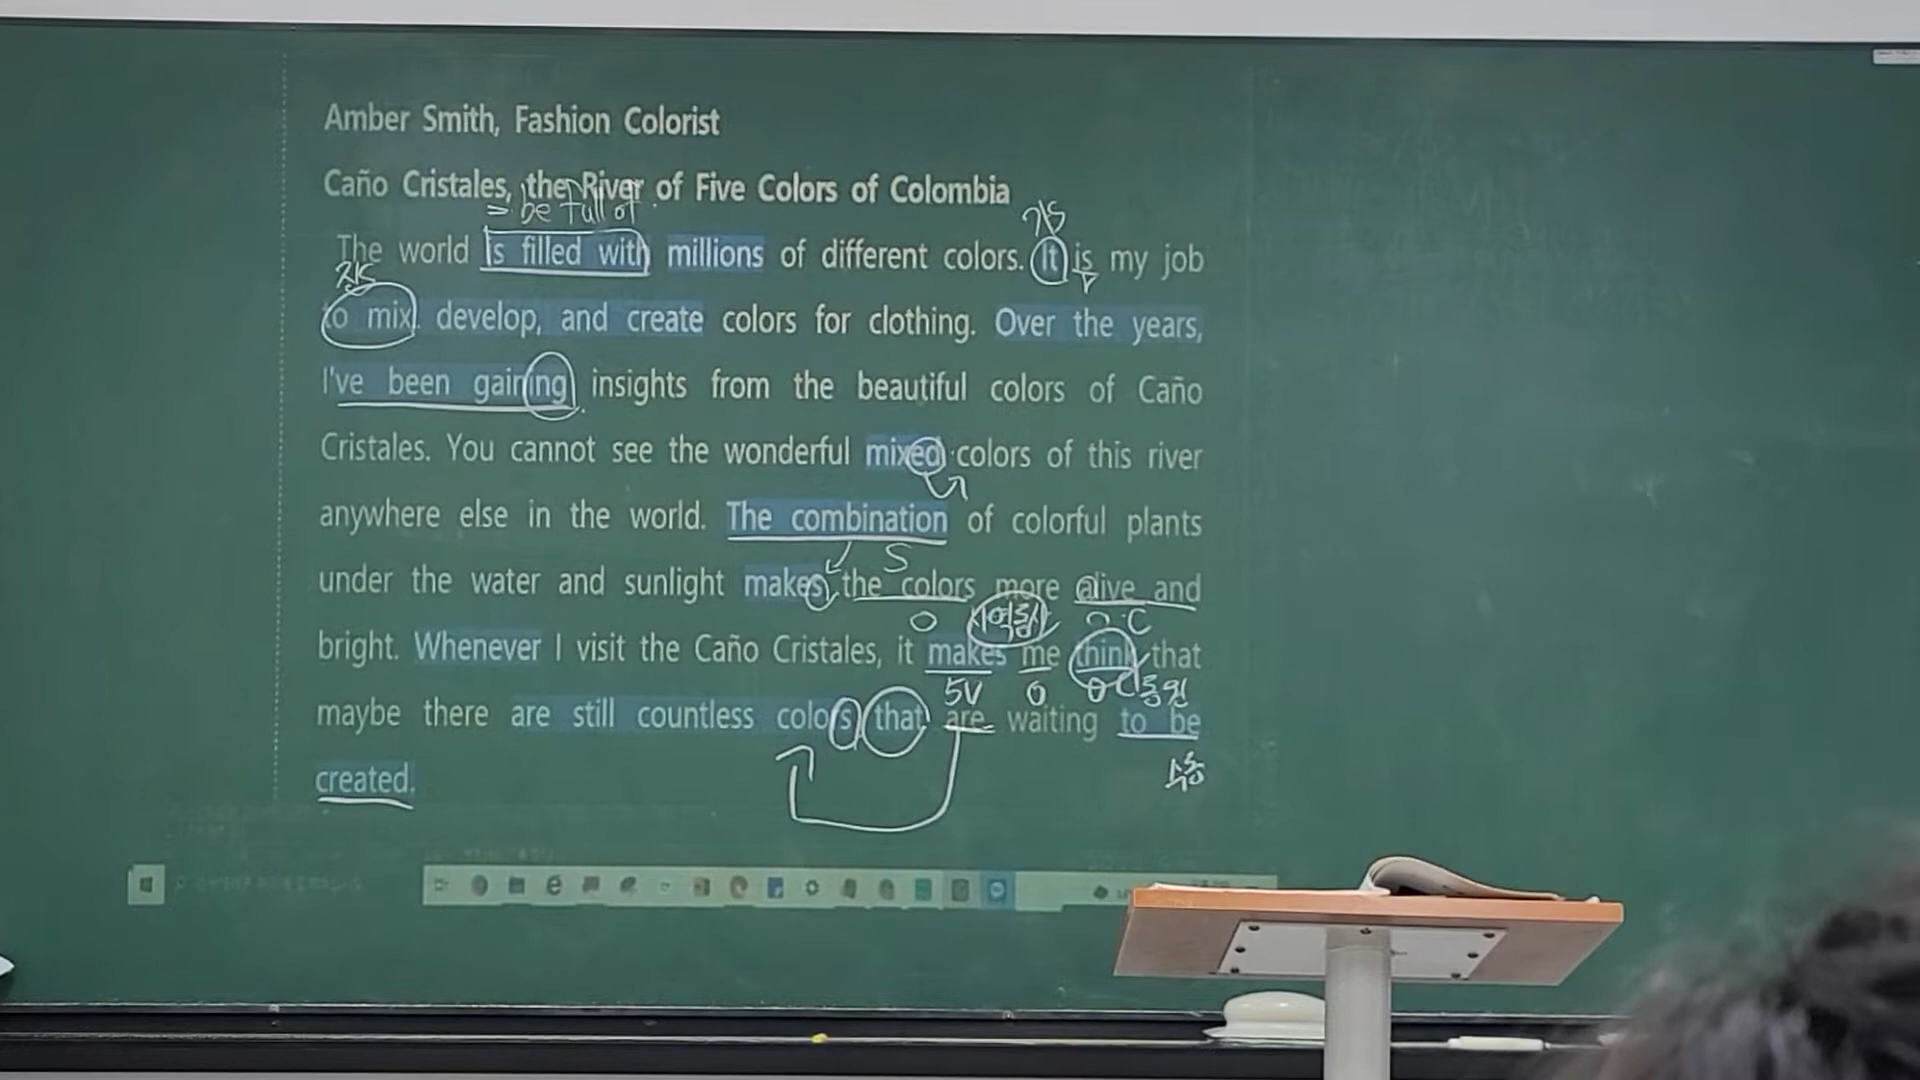 Amber Smith, Fashion Colorist
Caño Cristales, the River of Five Colors of Colombia
= be full of
가S
The world is filled with millions of different colors. It is my job
V
진S
to mix, develop, and create colors for clothing. Over the years,
I've been gaining insights from the beautiful colors of Caño
Cristales. You cannot see the wonderful mixed colors of this river
anywhere else in the world. The combination of colorful plants
S
under the water and sunlight makes the colors more alive and
O 사역동사 O·C
bright. Whenever I visit the Caño Cristales, it makes me think that
5V O OC 동원
maybe there are still countless colors that are waiting to be
수동
created.